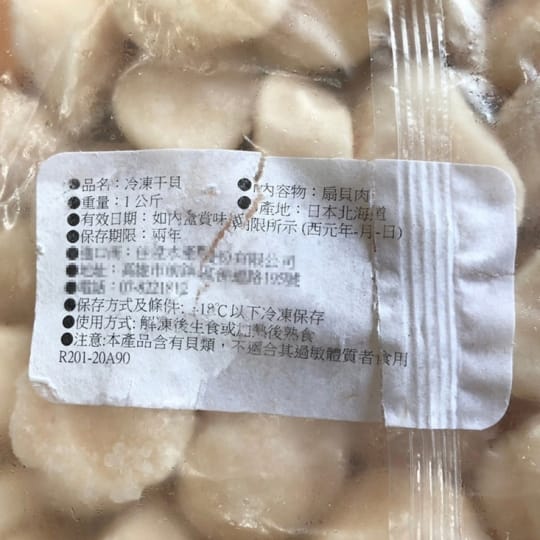 ●品名：冷凍干貝 ●內容物：扇貝肉
●重量：1公斤 ●產地：日本北海道
●有效日期：如內盒賞味期限所示 (西元年-月-日)
●保存期限：兩年
●保存方式及條件: -18℃以下冷凍保存
●使用方式: 解凍後生食或加熱後熟食
●注意:本產品含有貝類，不適合其過敏體質者食用
R201-20A90